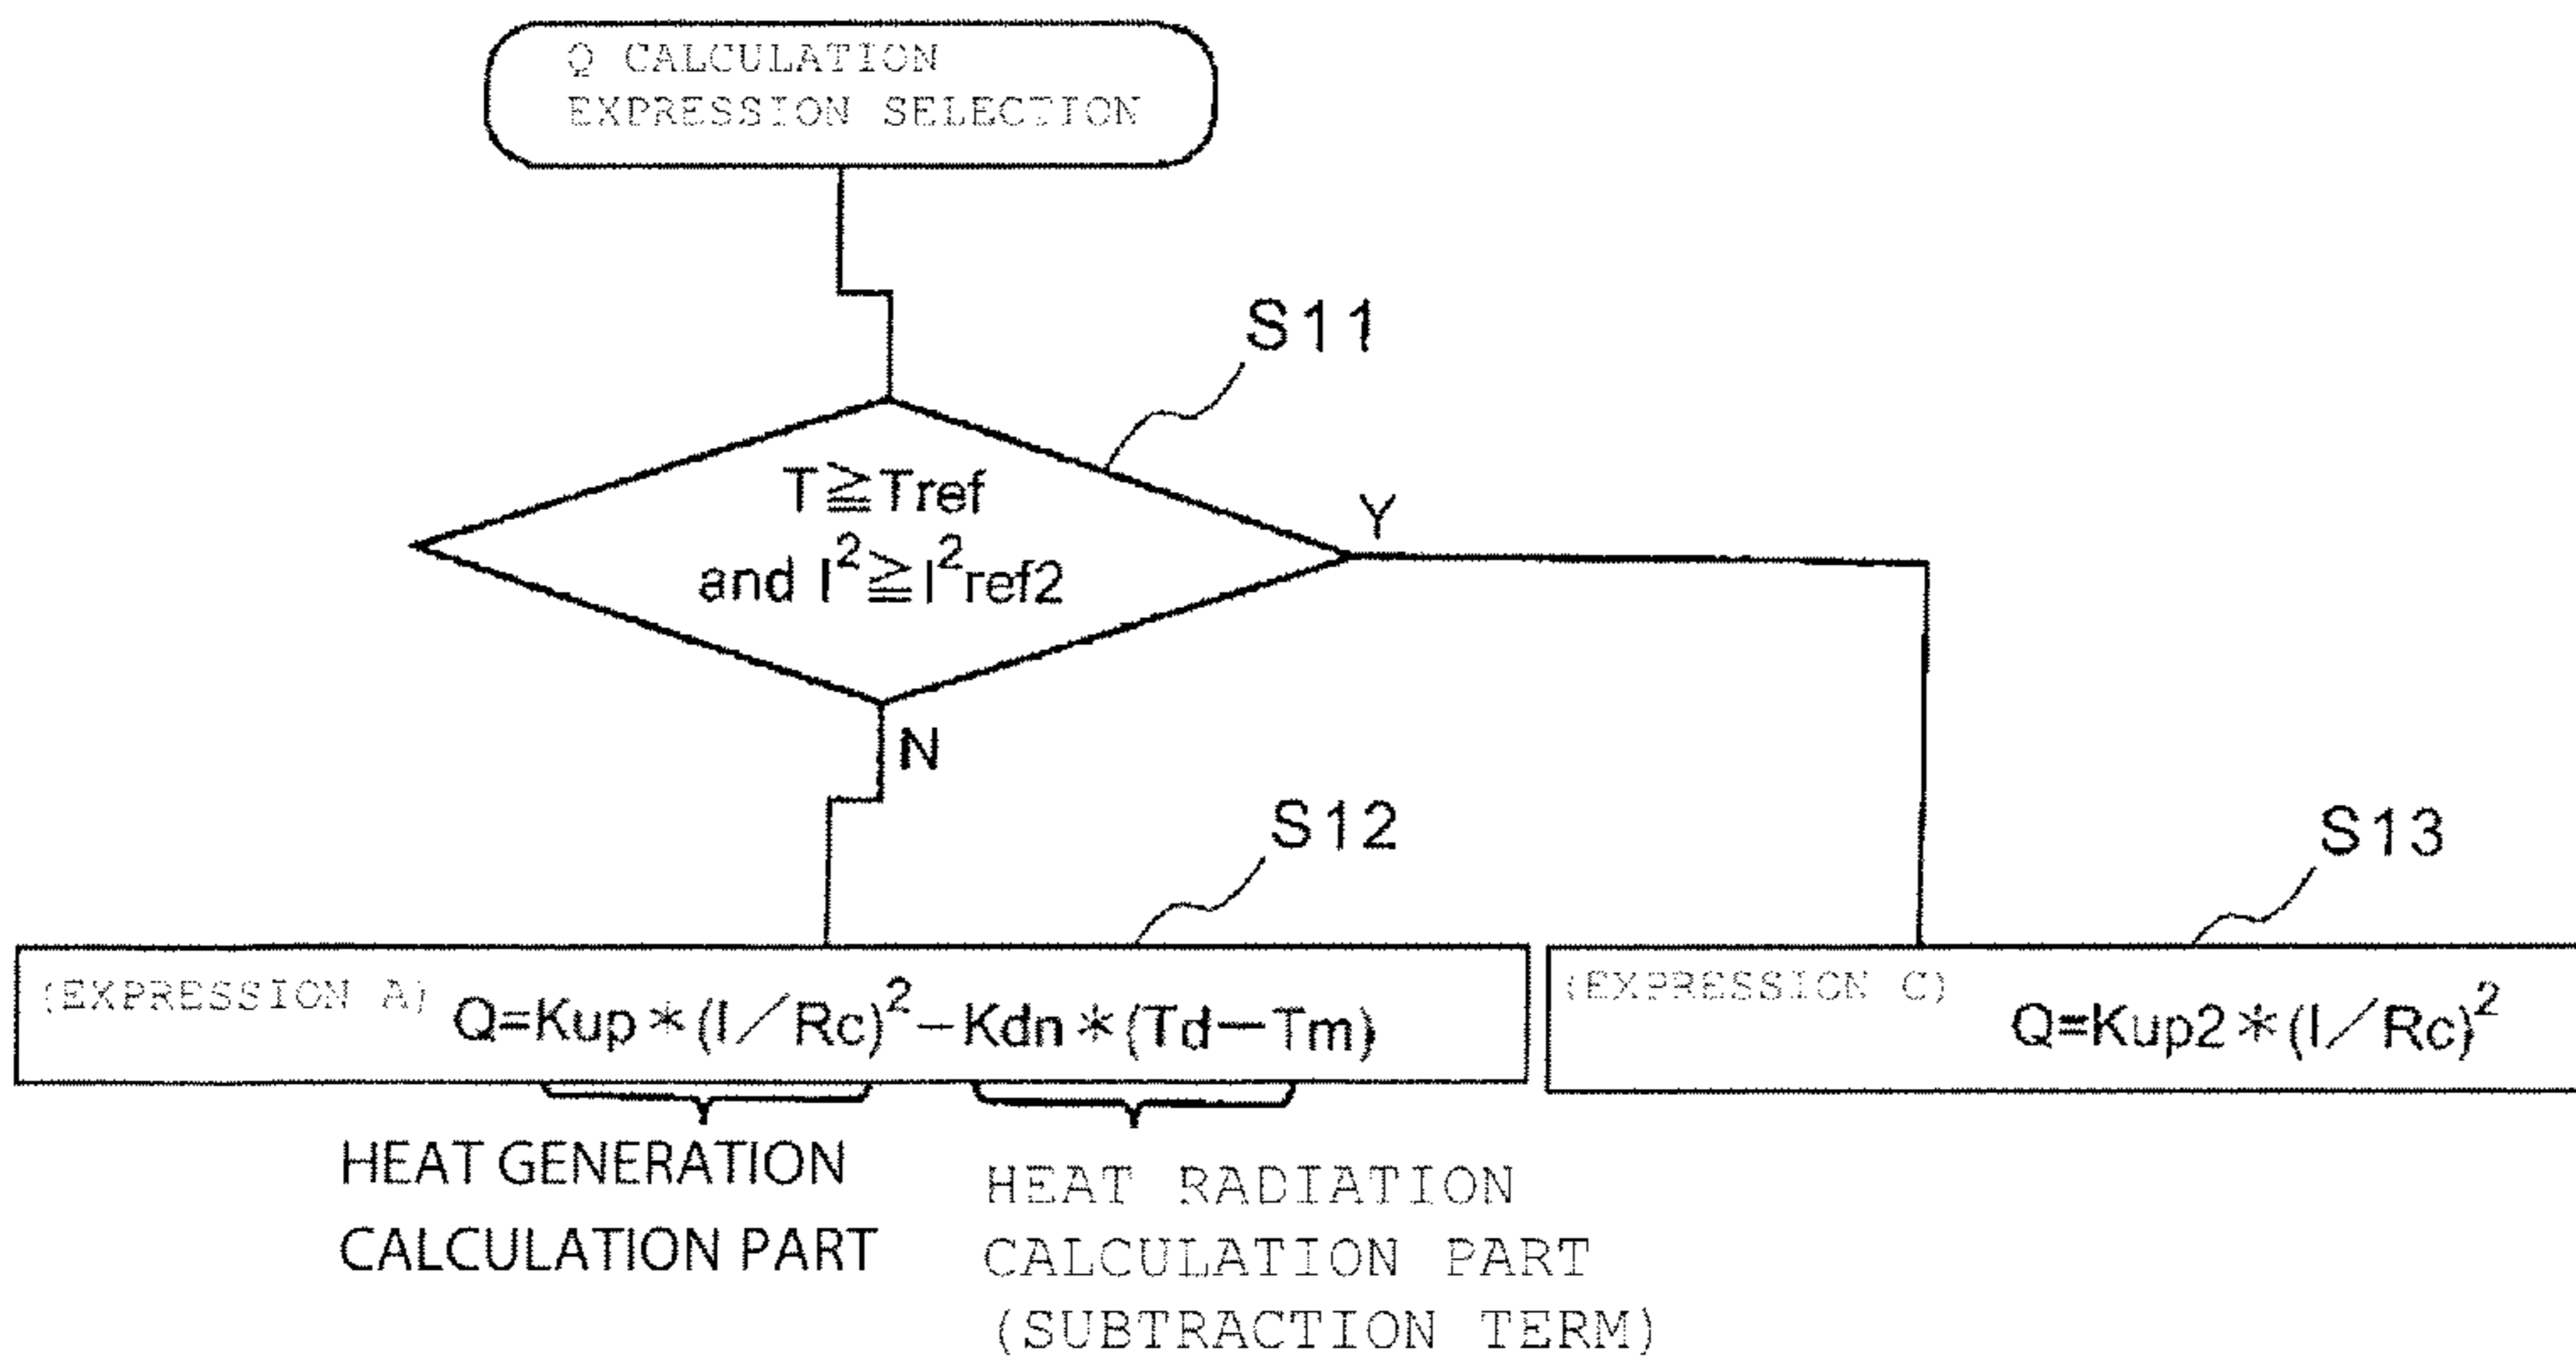 Q CALCULATION
EXPRESSION SELECTION
S11
T≧Tref
and I²≧I²ref2
Y
N
S12
S13
(EXPRESSION A) Q=Kup*(I/Rc)²-Kdn*(Td-Tm)
(EXPRESSION C) Q=Kup2*(I/Rc)²
HEAT GENERATION
CALCULATION PART
HEAT RADIATION
CALCULATION PART
(SUBTRACTION TERM)